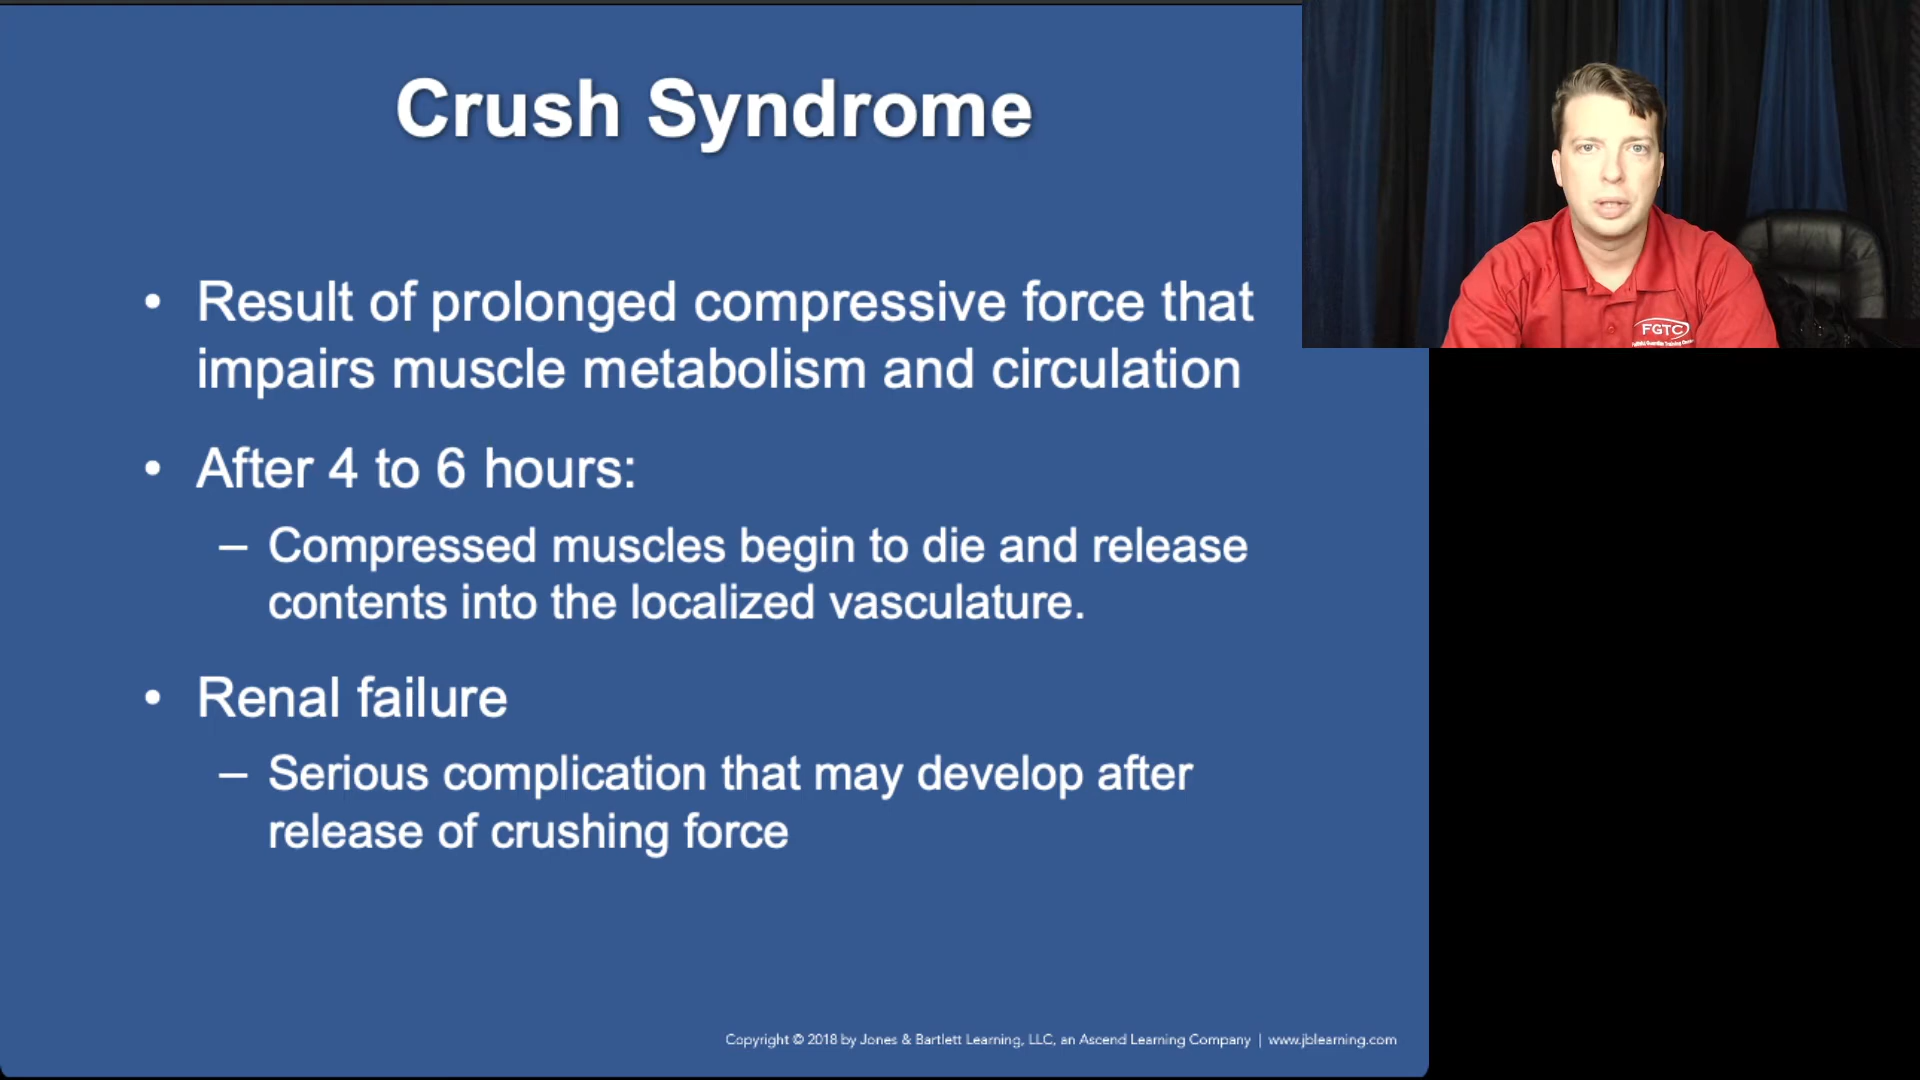 Crush Syndrome
• Result of prolonged compressive force that
impairs muscle metabolism and circulation
• After 4 to 6 hours:
– Compressed muscles begin to die and release
contents into the localized vasculature.
• Renal failure
– Serious complication that may develop after
release of crushing force
Copyright © 2018 by Jones & Bartlett Learning, LLC, an Ascend Learning Company | www.jblearning.com
FGTC